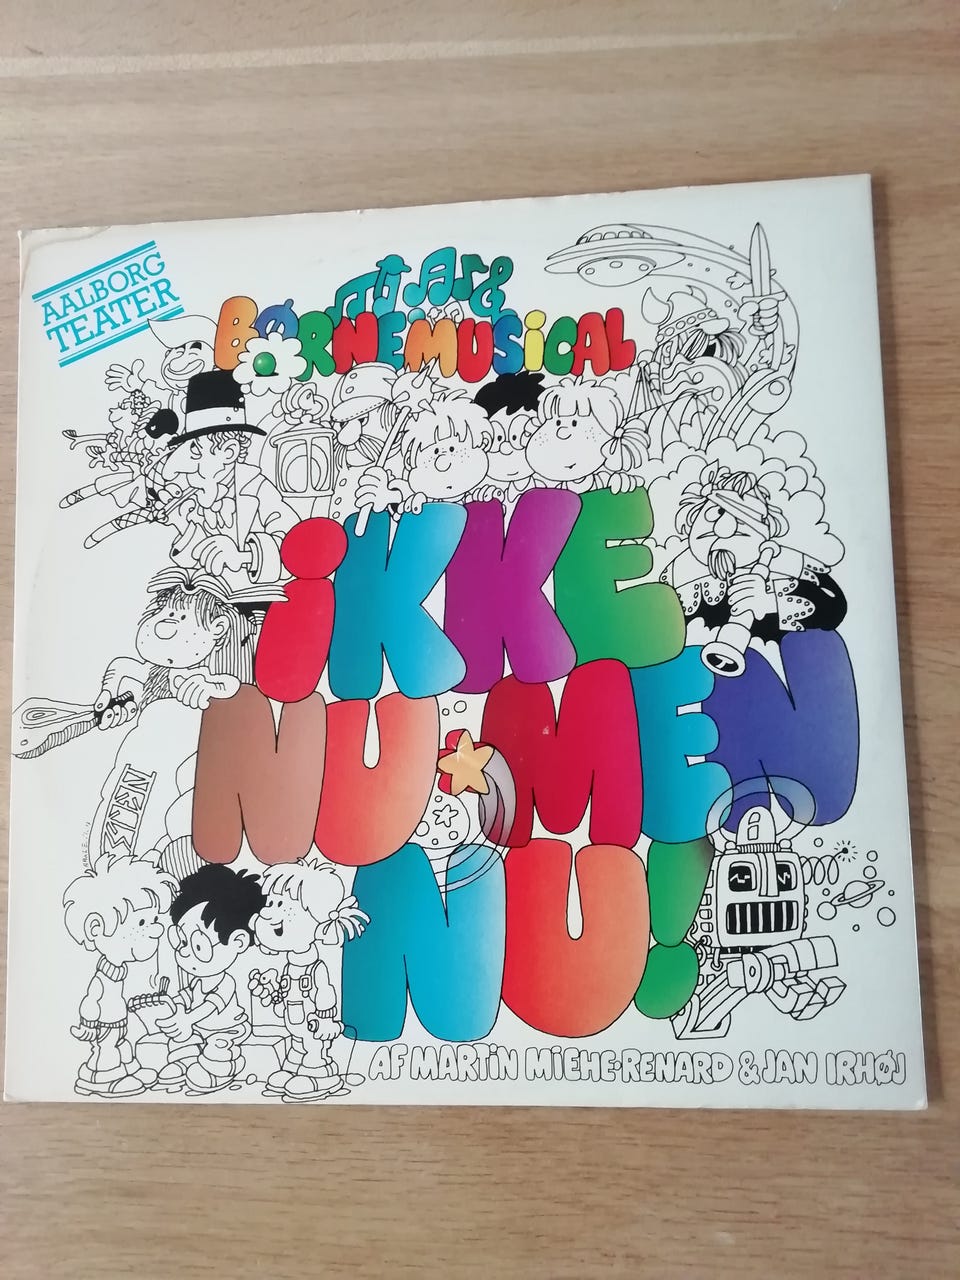 AALBORG
TEATER
BØRNEMUSICAL
iKKE
NU, MEN
NU!
AF MARTiN MiEHE-RENARD & JAN IRHØJ